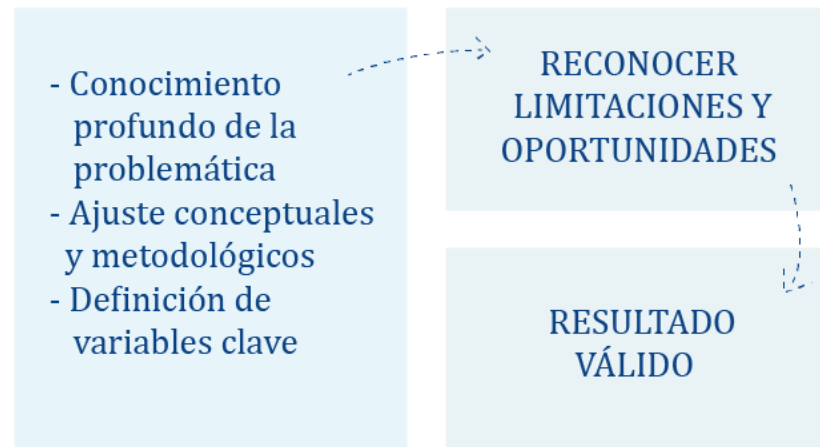 - Conocimiento
profundo de la
problemática
- Ajuste conceptuales
y metodológicos
- Definición de
variables clave
RECONOCER
LIMITACIONES Y
OPORTUNIDADES
RESULTADO
VÁLIDO